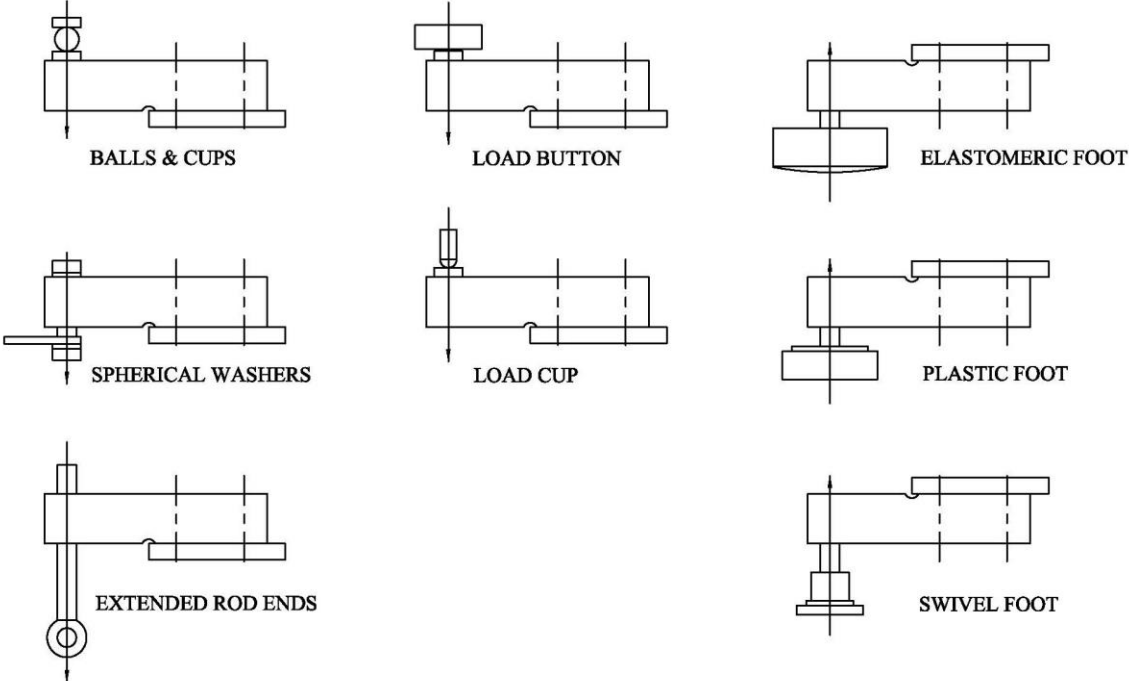 BALLS & CUPS
LOAD BUTTON
ELASTOMERIC FOOT
SPHERICAL WASHERS
LOAD CUP
PLASTIC FOOT
EXTENDED ROD ENDS
SWIVEL FOOT